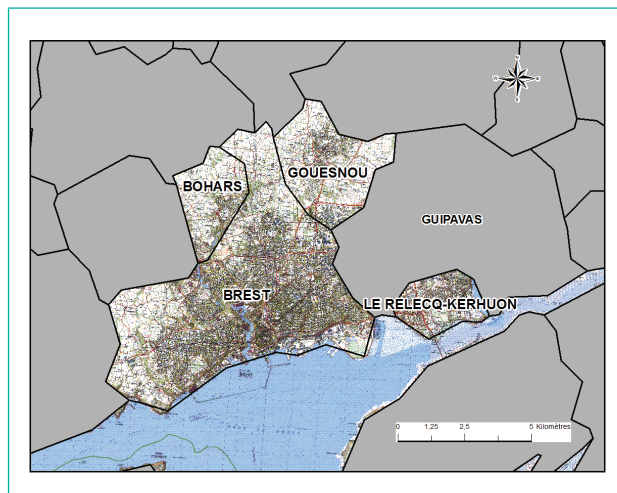 N
W E
S
GOUESNOU
BOHARS
GUIPAVAS
BREST
LE RELECQ-KERHUON
0 1,25 2,5 5 Kilomètres